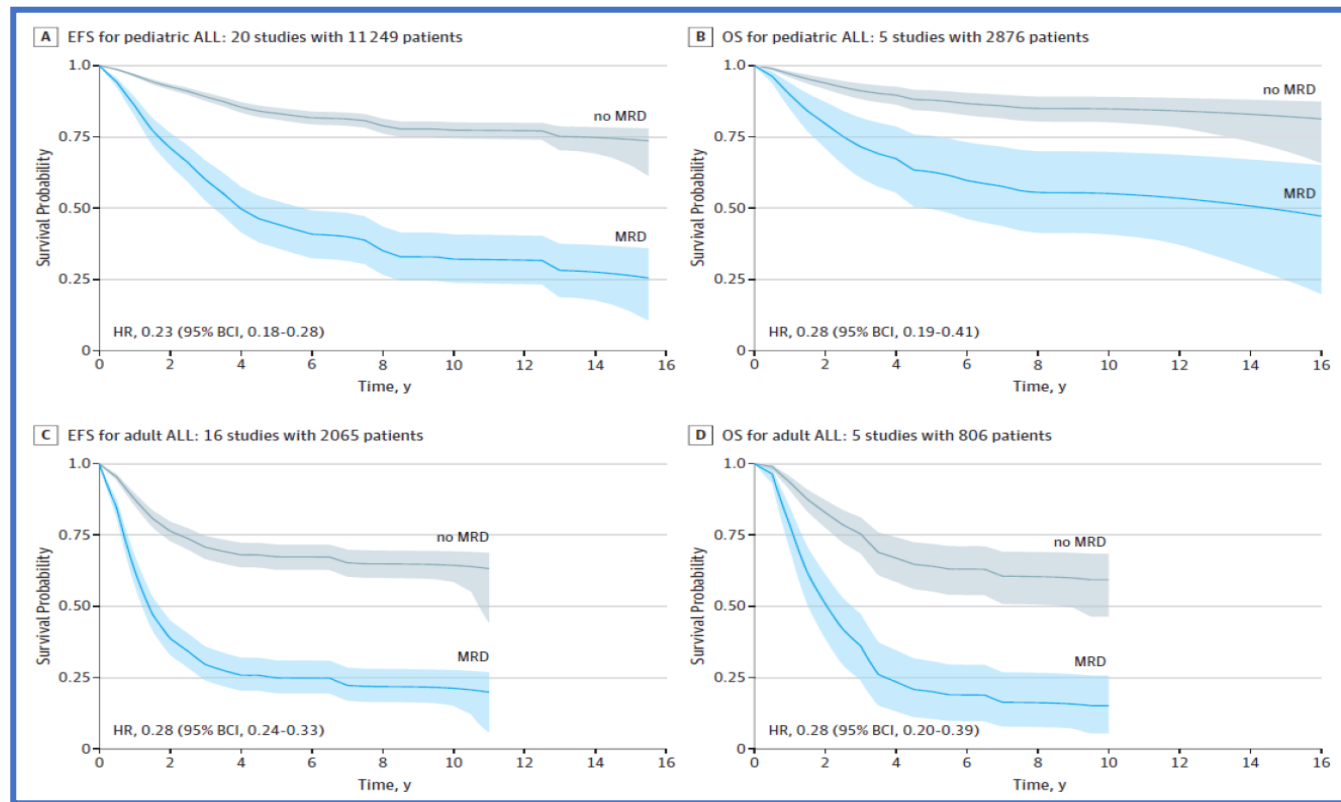 A EFS for pediatric ALL: 20 studies with 11249 patients
1.0
0.75
0.50
0.25
0
Survival Probability
no MRD
MRD
HR, 0.23 (95% BCI, 0.18-0.28)
0 2 4 6 8 10 12 14 16
Time, y
B OS for pediatric ALL: 5 studies with 2876 patients
1.0
0.75
0.50
0.25
0
Survival Probability
no MRD
MRD
HR, 0.28 (95% BCI, 0.19-0.41)
0 2 4 6 8 10 12 14 16
Time, y
C EFS for adult ALL: 16 studies with 2065 patients
1.0
0.75
0.50
0.25
0
Survival Probability
no MRD
MRD
HR, 0.28 (95% BCI, 0.24-0.33)
0 2 4 6 8 10 12 14 16
Time, y
D OS for adult ALL: 5 studies with 806 patients
1.0
0.75
0.50
0.25
0
Survival Probability
no MRD
MRD
HR, 0.28 (95% BCI, 0.20-0.39)
0 2 4 6 8 10 12 14 16
Time, y